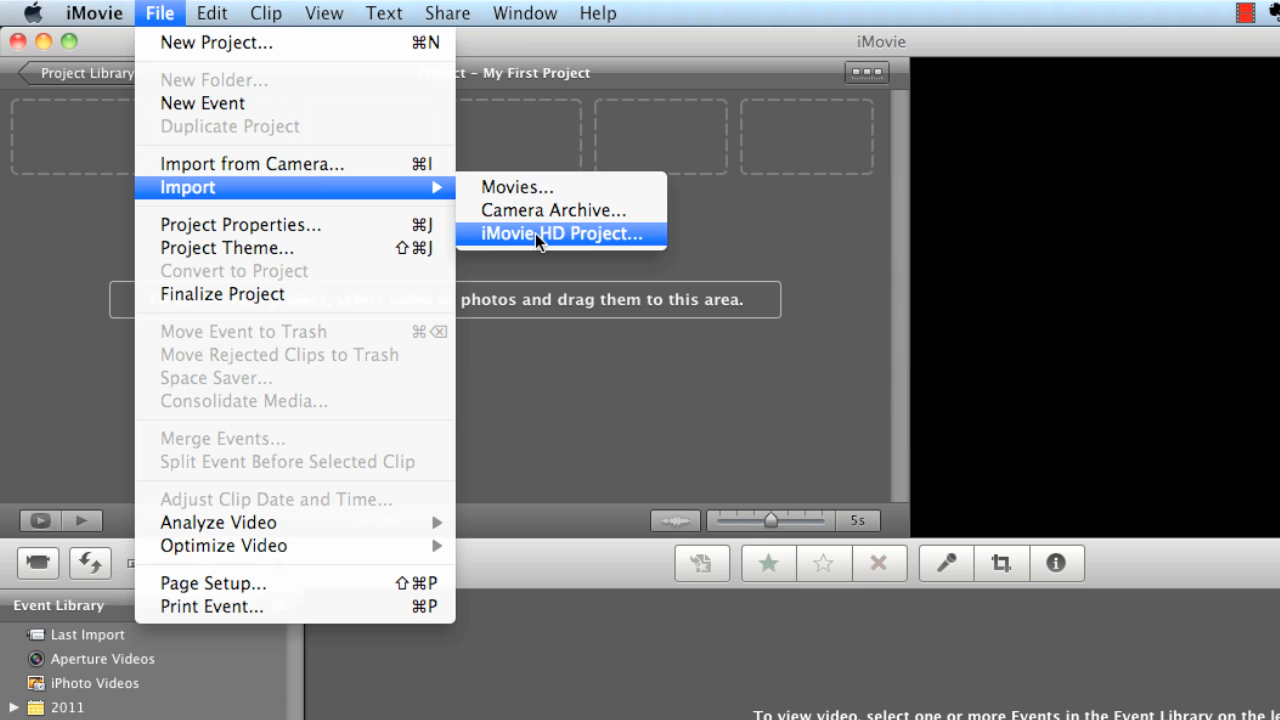 iMovie File Edit Clip View Text Share Window Help
iMovie
Project Library
t – My First Project
New Project... ⌘N
New Folder...
New Event
Duplicate Project
Import from Camera... ⌘I
Import
Movies...
Camera Archive...
iMovie HD Project...
Project Properties... ⌘J
Project Theme... ⇧⌘J
Convert to Project
Finalize Project
photos and drag them to this area.
Move Event to Trash ⌘⌫
Move Rejected Clips to Trash
Space Saver...
Consolidate Media...
Merge Events...
Split Event Before Selected Clip
Adjust Clip Date and Time...
Analyze Video
Optimize Video
5s
Page Setup... ⇧⌘P
Print Event... ⌘P
Event Library
Last Import
Aperture Videos
iPhoto Videos
2011
To view video, select one or more Events in the Event Library on the le